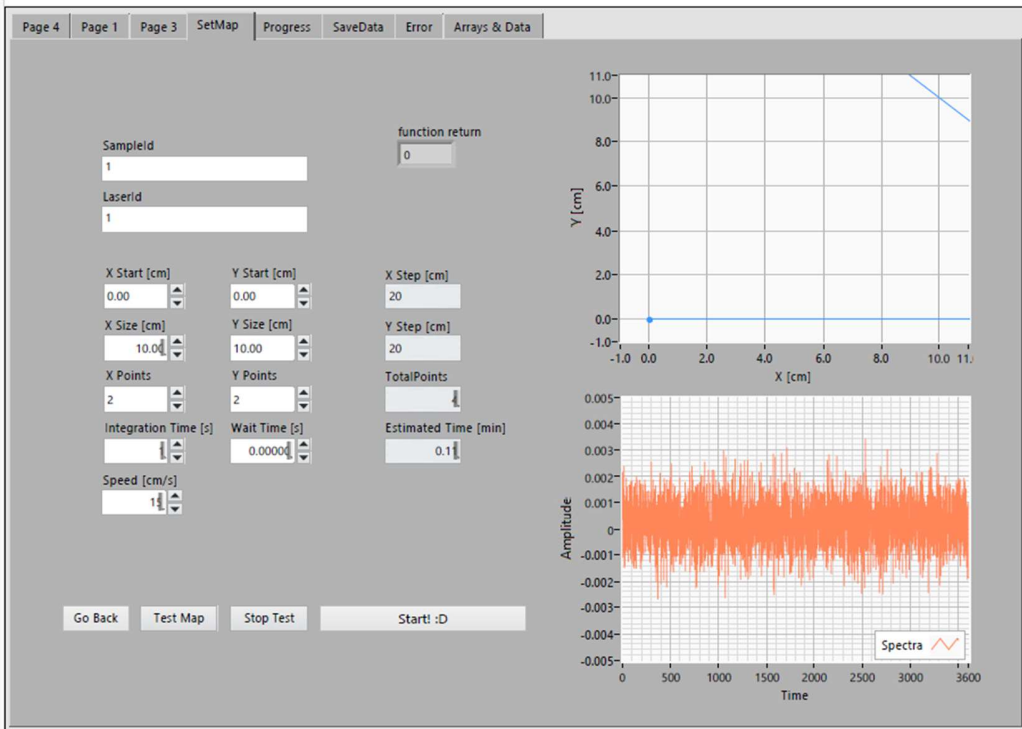 Page 4 Page 1 Page 3 SetMap Progress SaveData Error Arrays & Data
SampleId
1
function return
0
LaserId
1
X Start [cm] Y Start [cm] X Step [cm]
0.00 0.00 20
X Size [cm] Y Size [cm] Y Step [cm]
10.00 10.00 20
X Points Y Points TotalPoints
2 2 4
Integration Time [s] Wait Time [s] Estimated Time [min]
1 0.00000 0.11
Speed [cm/s]
15
Go Back Test Map Stop Test Start! :D
11.0
10.0
8.0
6.0
4.0
2.0
0.0
-1.0
Y [cm]
-1.0 0.0 2.0 4.0 6.0 8.0 10.0 11.
X [cm]
0.005
0.004
0.003
0.002
0.001
0
-0.001
-0.002
-0.003
-0.004
-0.005
Amplitude
Spectra
0 500 1000 1500 2000 2500 3000 3600
Time